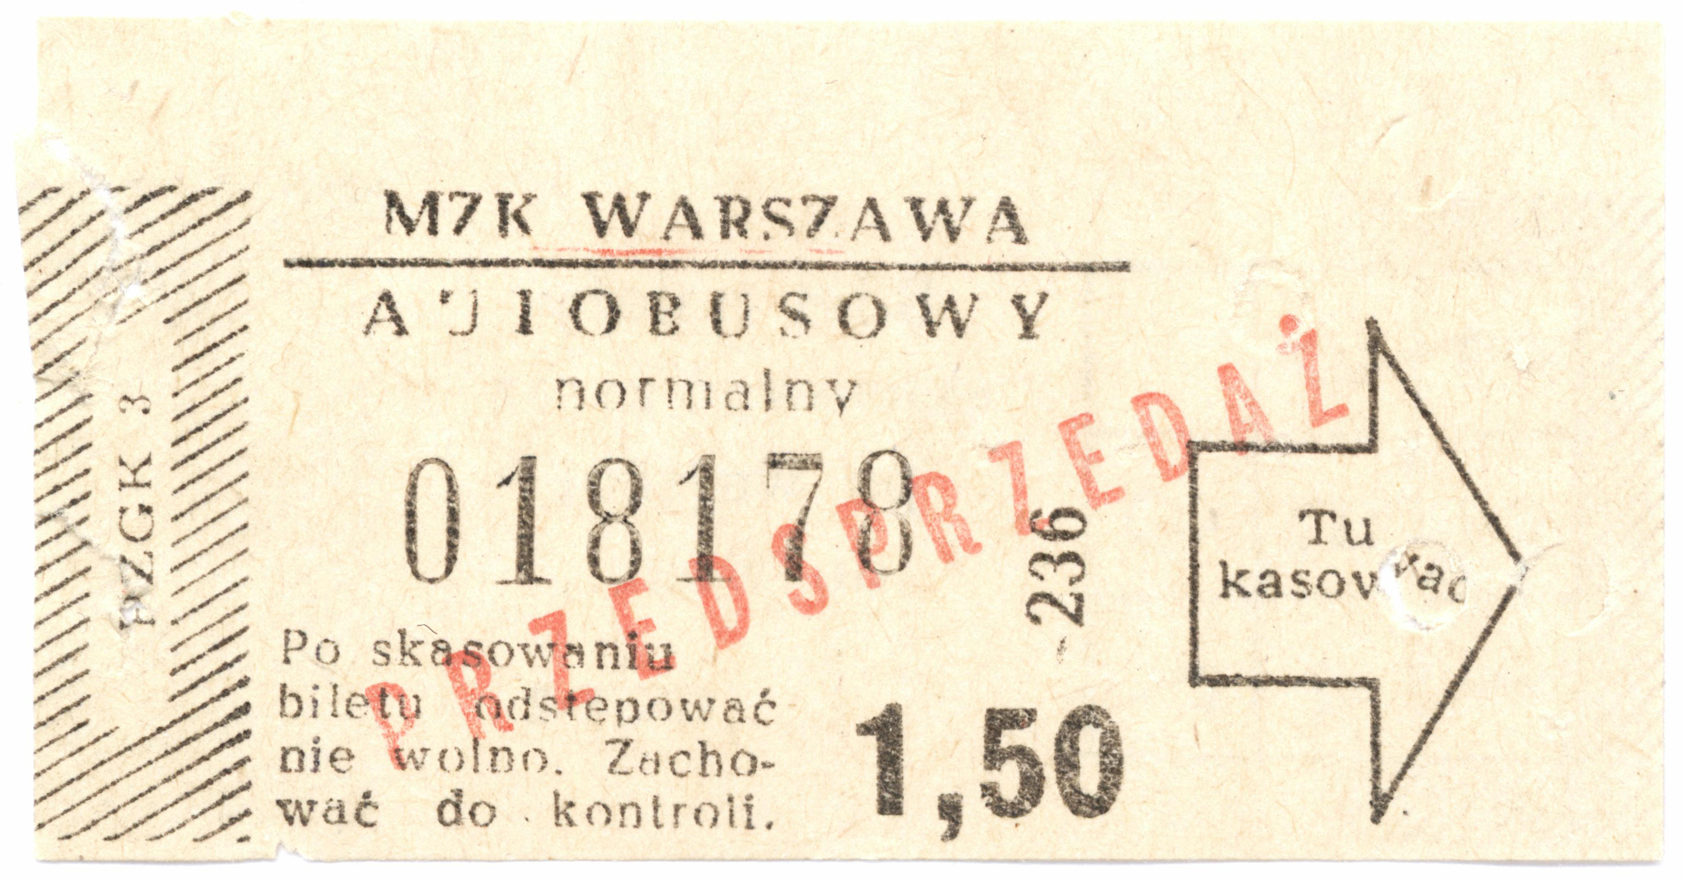 MZK WARSZAWA
AUTOBUSOWY
normalny
018178
PRZEDSPRZEDAŻ
236
Po skasowaniu
biletu odstępować
nie wolno. Zacho-
wać do kontroli.
1,50
Tu
kasować
PZGK 3